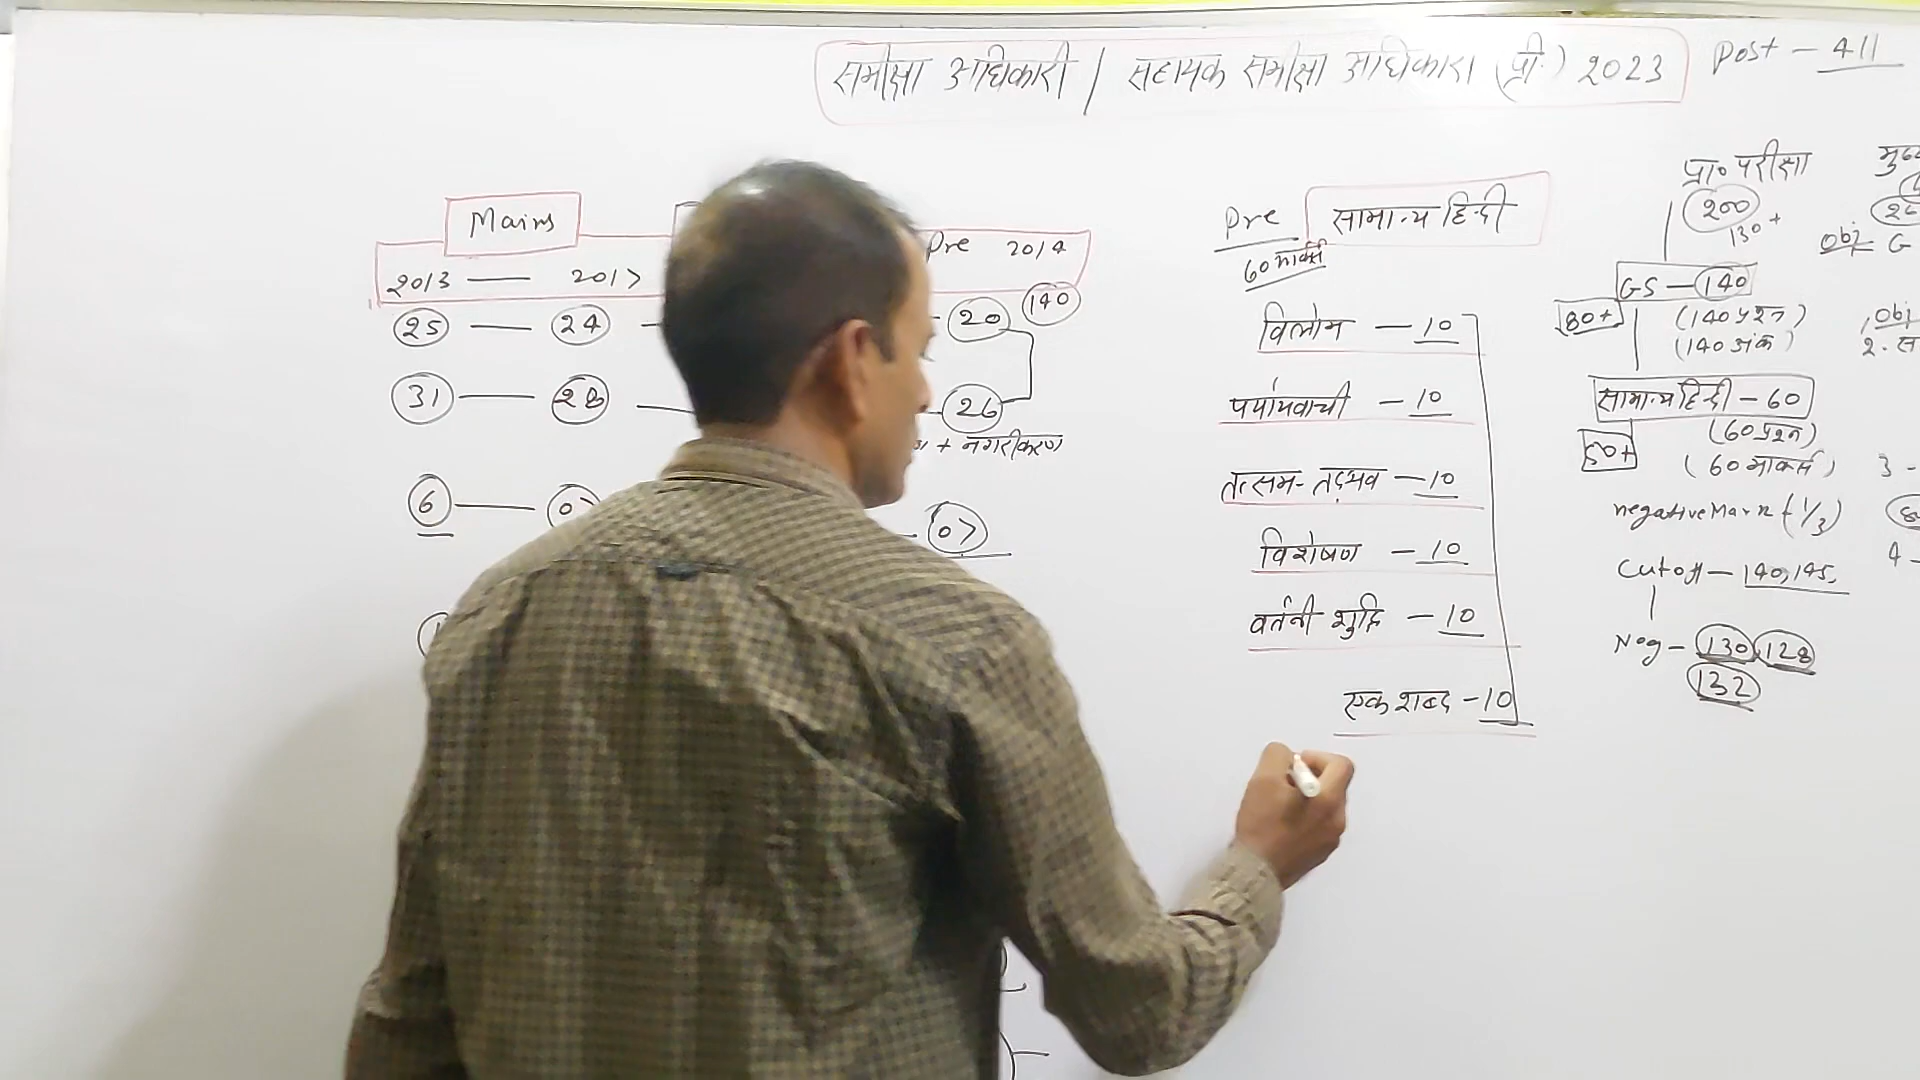 समीक्षा अधिकारी / सहायक समीक्षा अधिकारी (प्री.) 2023
Post - 411
Mains
2013 — 2017
Pre 2014
25 — 24
20
140
31 — 28
26
+ नगरीकरण
6
07
Pre सामान्य हिन्दी
60 मार्क्स
विलोम - 10
पर्यायवाची - 10
तत्सम - तद्भव - 10
विशेषण - 10
वर्तनी शुद्धि - 10
एक शब्द - 10
प्रा० परीक्षा
200
130+
GS - 140
80+
(140 प्रश्न)
(140 अंक)
सामान्य हिन्दी - 60
(60 प्रश्न)
50+
(60 मार्क्स)
negative Mark (-1/3)
Cutoff - 140, 145,
130, 128
132
Obj G
Obj
2. स
3 -
4 -